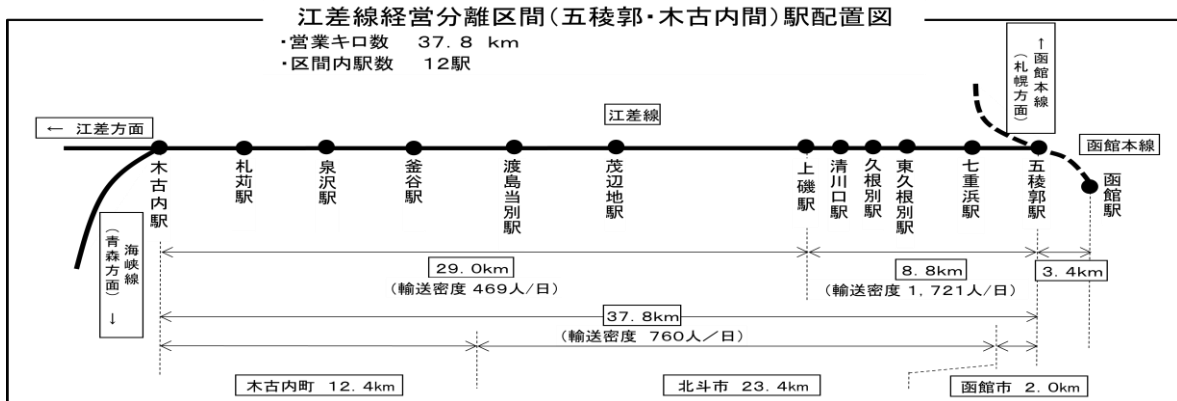 江差線経営分離区間(五稜郭・木古内間)駅配置図
・営業キロ数 37.8 km
・区間内駅数 12駅
↑函館本線
(札幌方面)
← 江差方面
江差線
函館本線
木古内駅
札苅駅
泉沢駅
釜谷駅
渡島当別駅
茂辺地駅
上磯駅
清川口駅
久根別駅
東久根別駅
七重浜駅
五稜郭駅
函館駅
海峡線
(青森方面) ↓
29.0km
(輸送密度 469人/日)
8.8km
(輸送密度 1,721人/日)
3.4km
37.8km
(輸送密度 760人/日)
木古内町 12.4km
北斗市 23.4km
函館市 2.0km